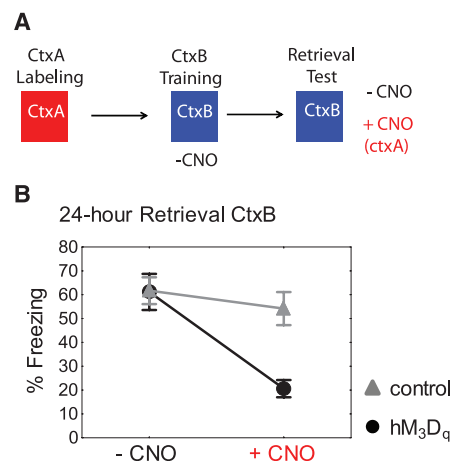 A
CtxA
Labeling
CtxA
CtxB
Training
CtxB
-CNO
Retrieval
Test
CtxB
- CNO
+ CNO
(ctxA)
B
24-hour Retrieval CtxB
% Freezing
80
70
60
50
40
30
20
10
0
- CNO
+ CNO
control
hM₃Dq